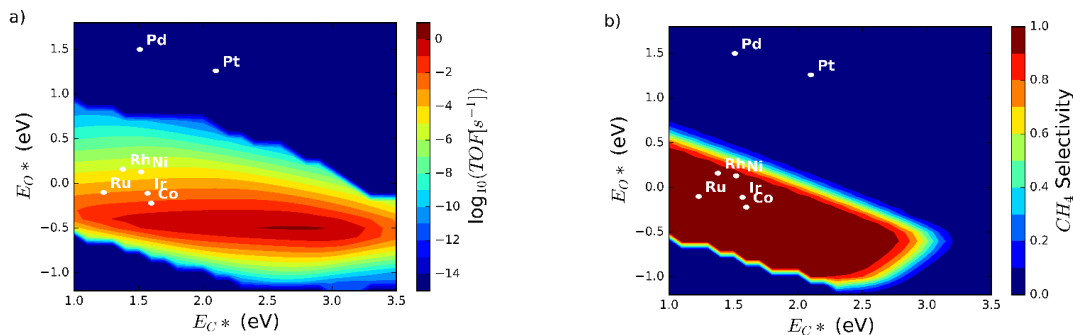 a)
1.5
1.0
0.5
0.0
−0.5
−1.0
E_O* (eV)
Pd
Pt
Rh Ni
Ru
Ir
Co
1.0 1.5 2.0 2.5 3.0 3.5
E_C* (eV)
0
−2
−4
−6
−8
−10
−12
−14
log₁₀(TOF[s⁻¹])
b)
1.5
1.0
0.5
0.0
−0.5
−1.0
E_O* (eV)
Pd
Pt
Rh Ni
Ru
Ir
Co
1.0 1.5 2.0 2.5 3.0 3.5
E_C* (eV)
1.0
0.8
0.6
0.4
0.2
0.0
CH₄ Selectivity